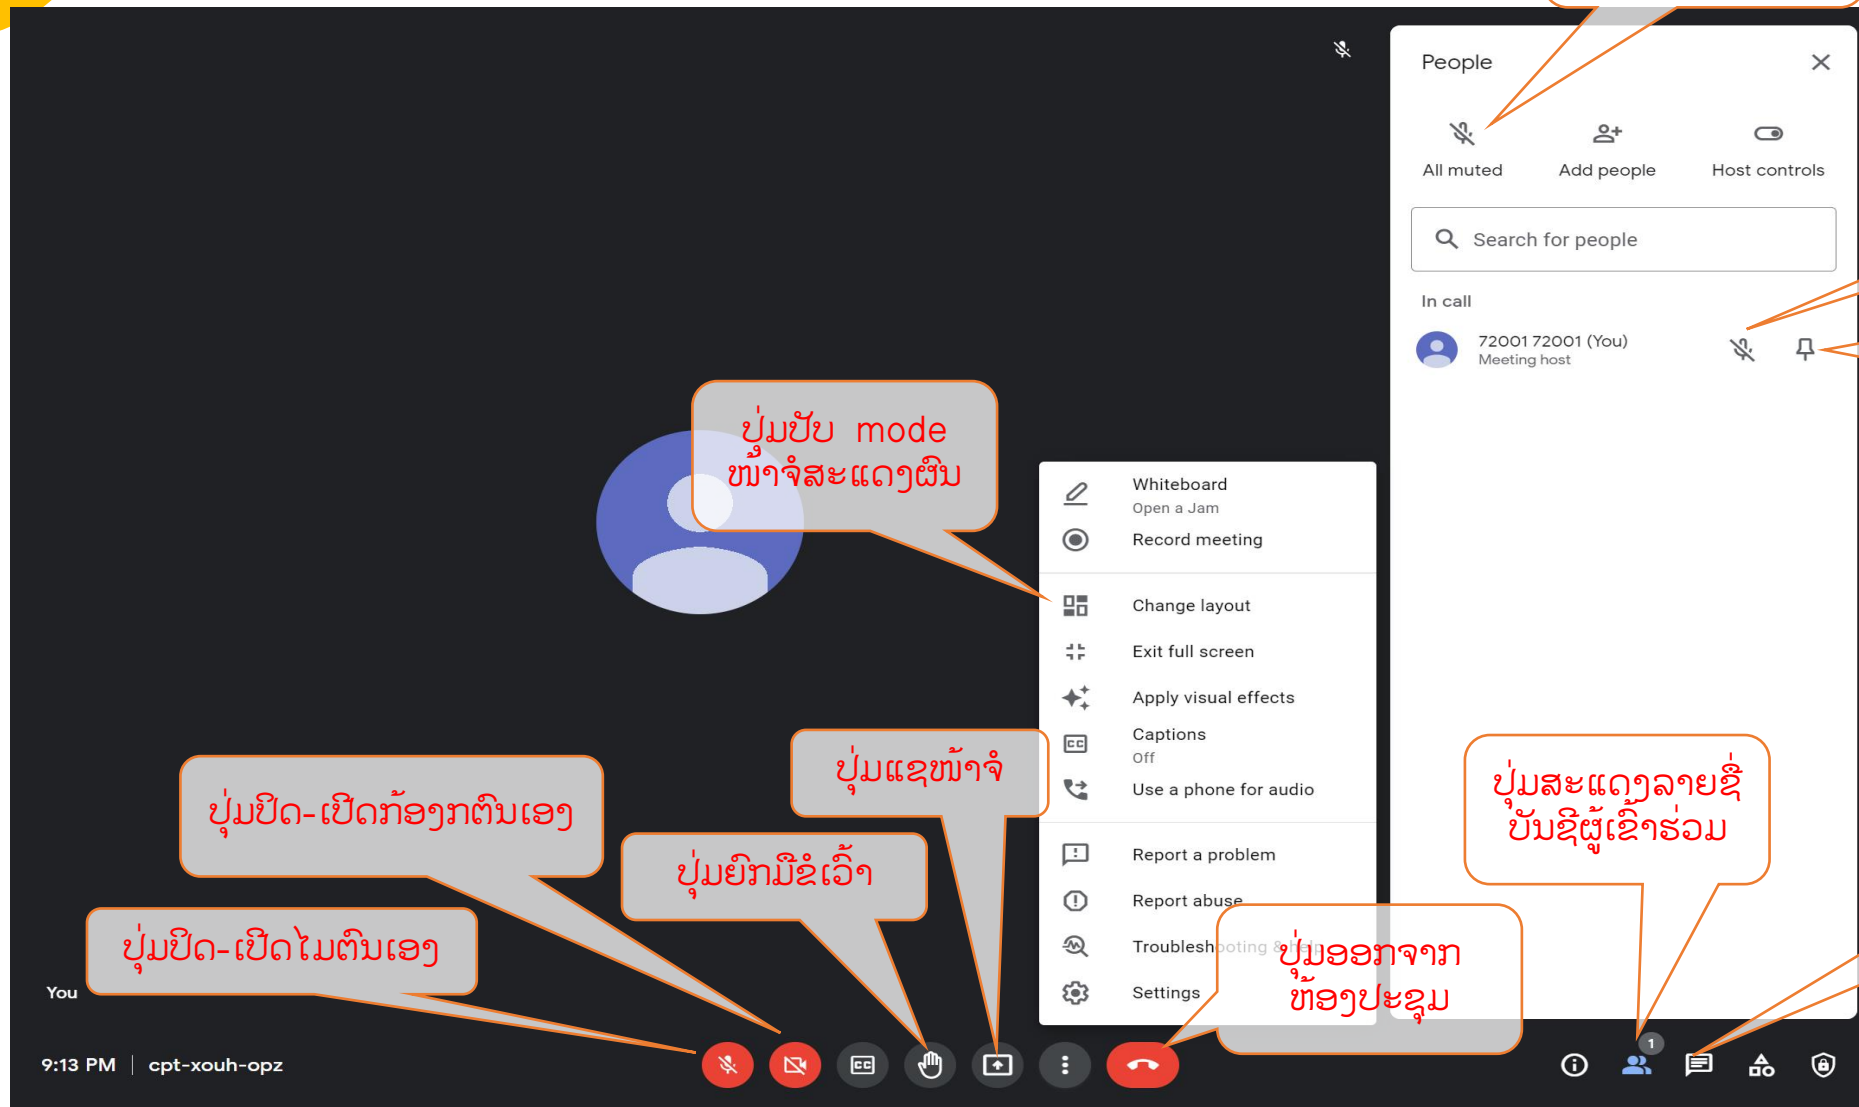 People
All muted
Add people
Host controls
Search for people
In call
72001 72001 (You)
Meeting host
ປຸ່ມປັບ mode
ໜ້າຈໍສະແດງຜົນ
Whiteboard
Open a Jam
Record meeting
Change layout
Exit full screen
Apply visual effects
Captions
Off
Use a phone for audio
Report a problem
Report abuse
Troubleshooting & help
Settings
ປຸ່ມແຊໜ້າຈໍ
ປຸ່ມປິດ-ເປີດກ້ອງກຕົນເອງ
ປຸ່ມຍົກມືຂໍເວົ້າ
ປຸ່ມປິດ-ເປີດໄມຕົນເອງ
ປຸ່ມສະແດງລາຍຊື່
ບັນຊີຜູ້ເຂົ້າຮ່ວມ
ປຸ່ມອອກຈາກ
ຫ້ອງປະຊຸມ
You
9:13 PM | cpt-xouh-opz
CC
1